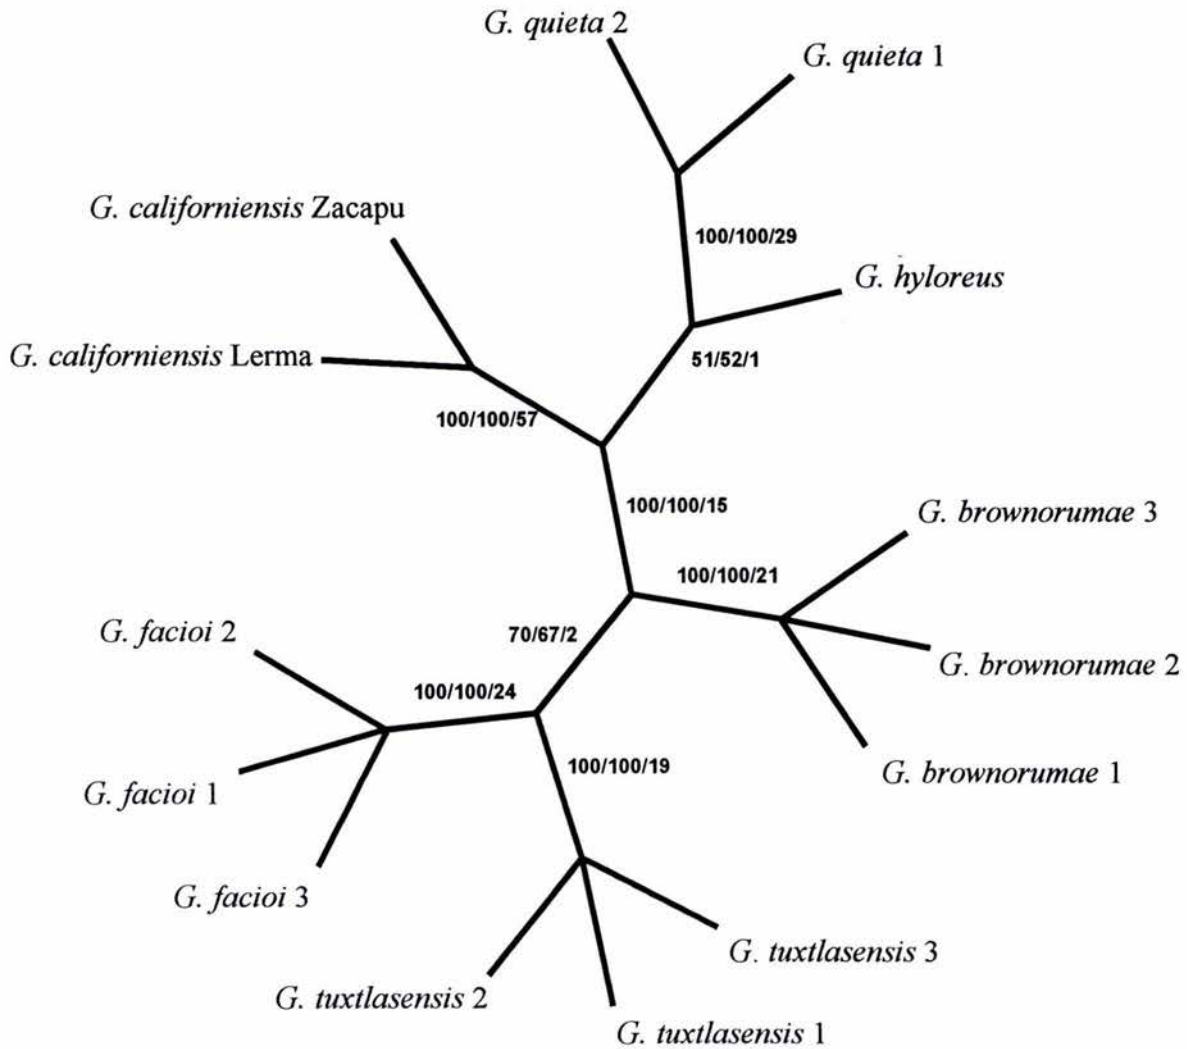 G. quieta 2
G. quieta 1
G. californiensis Zacapu
100/100/29
G. hyloreus
G. californiensis Lerma
51/52/1
100/100/57
100/100/15
G. brownorumae 3
100/100/21
G. facioi 2
70/67/2
G. brownorumae 2
100/100/24
100/100/19
G. brownorumae 1
G. facioi 1
G. facioi 3
G. tuxtlasensis 3
G. tuxtlasensis 2
G. tuxtlasensis 1